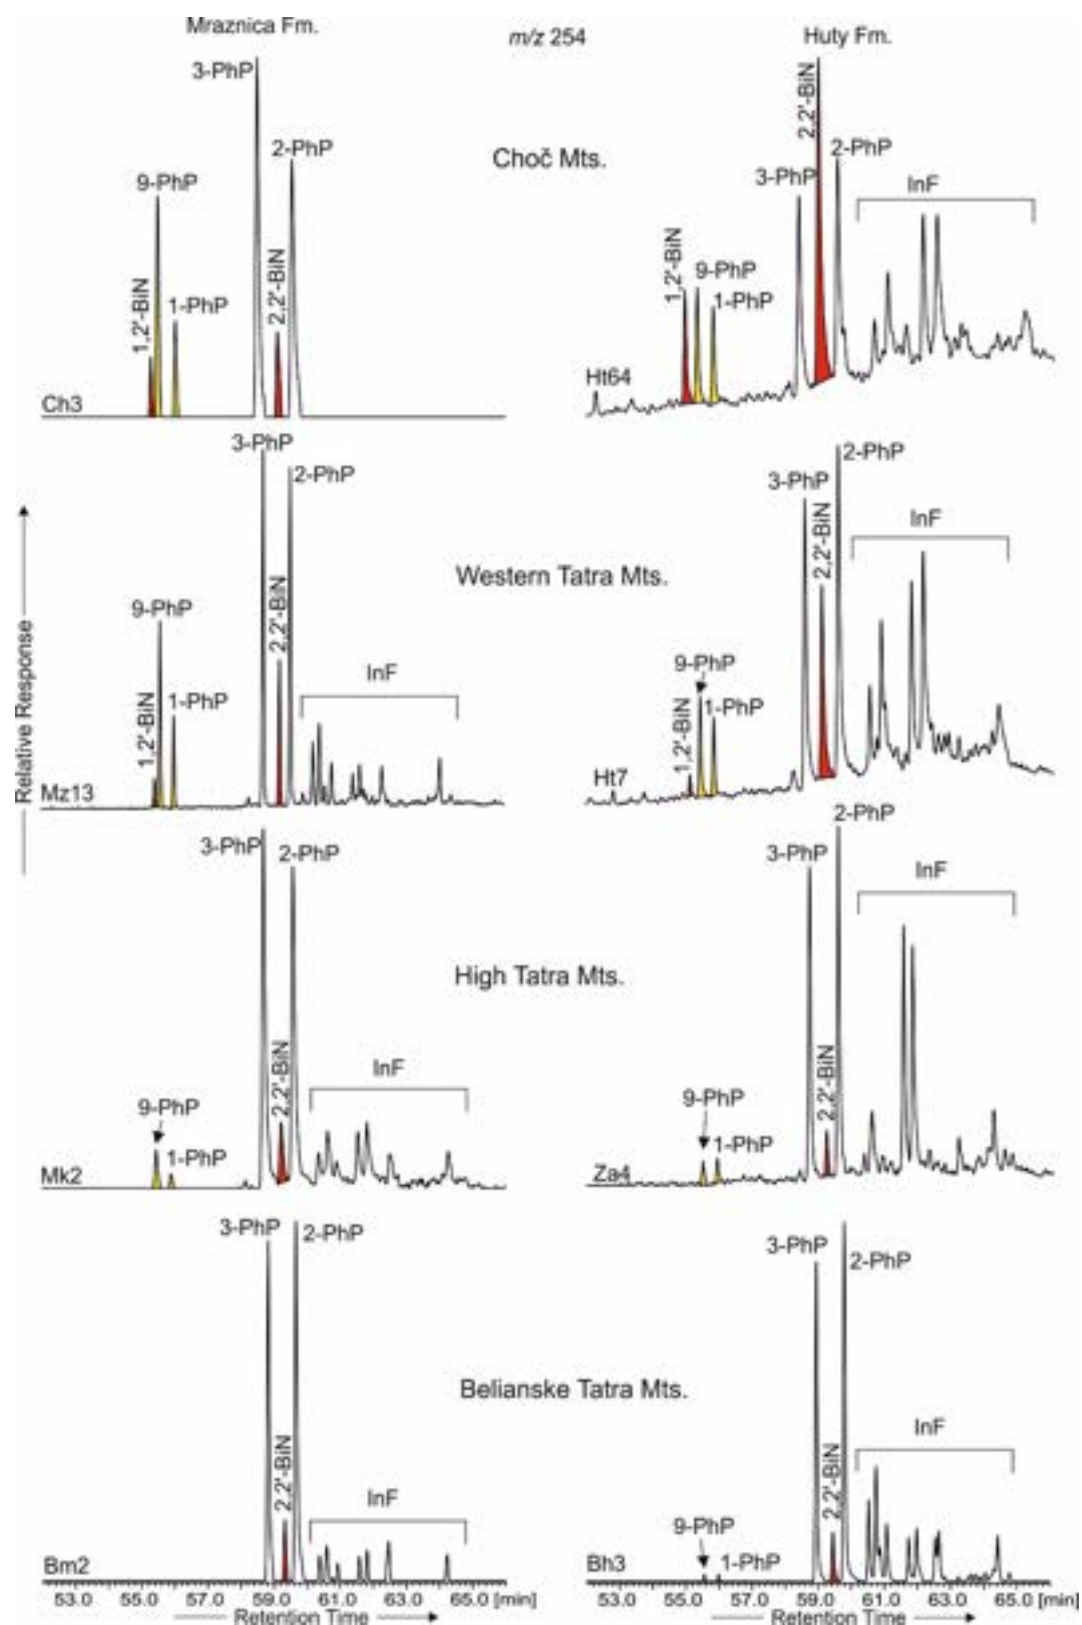 Mraznica Fm.
m/z 254
Huty Fm.
3-PhP
2-PhP
9-PhP
1,2'-BiN
1-PhP
2,2'-BiN
Ch3
Choč Mts.
2,2'-BiN
2-PhP
3-PhP
InF
1,2'-BiN
9-PhP
1-PhP
Ht64
3-PhP
2-PhP
9-PhP
1,2'-BiN
1-PhP
2,2'-BiN
InF
Mz13
Western Tatra Mts.
2-PhP
3-PhP
2,2'-BiN
InF
9-PhP
1,2'-BiN
1-PhP
Ht7
Relative Response
3-PhP
2-PhP
2,2'-BiN
InF
9-PhP
1-PhP
Mk2
High Tatra Mts.
2-PhP
3-PhP
InF
2,2'-BiN
9-PhP
1-PhP
Za4
3-PhP
2-PhP
2,2'-BiN
InF
Bm2
Belianske Tatra Mts.
3-PhP
2-PhP
InF
2,2'-BiN
9-PhP
1-PhP
Bh3
53.0 55.0 57.0 59.0 61.0 63.0 65.0 [min]
Retention Time
53.0 55.0 57.0 59.0 61.0 63.0 65.0 [min]
Retention Time